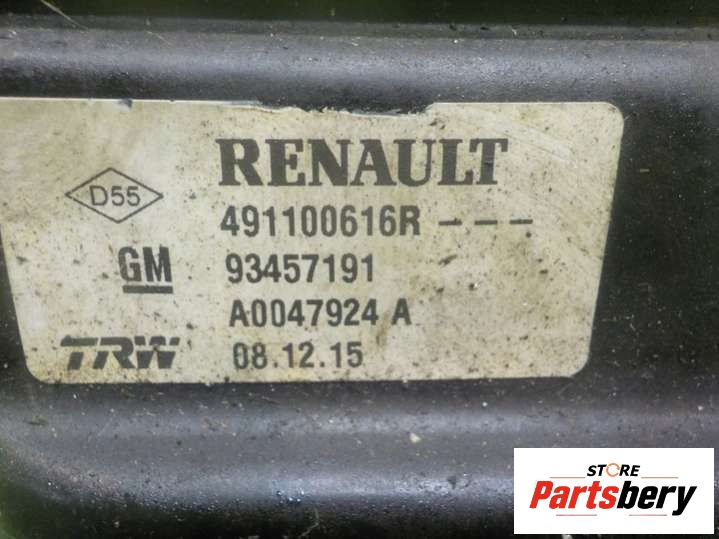 RENAULT
D55
491100616R ---
GM
93457191
A0047924 A
TRW
08.12.15
STORE
Partsbery